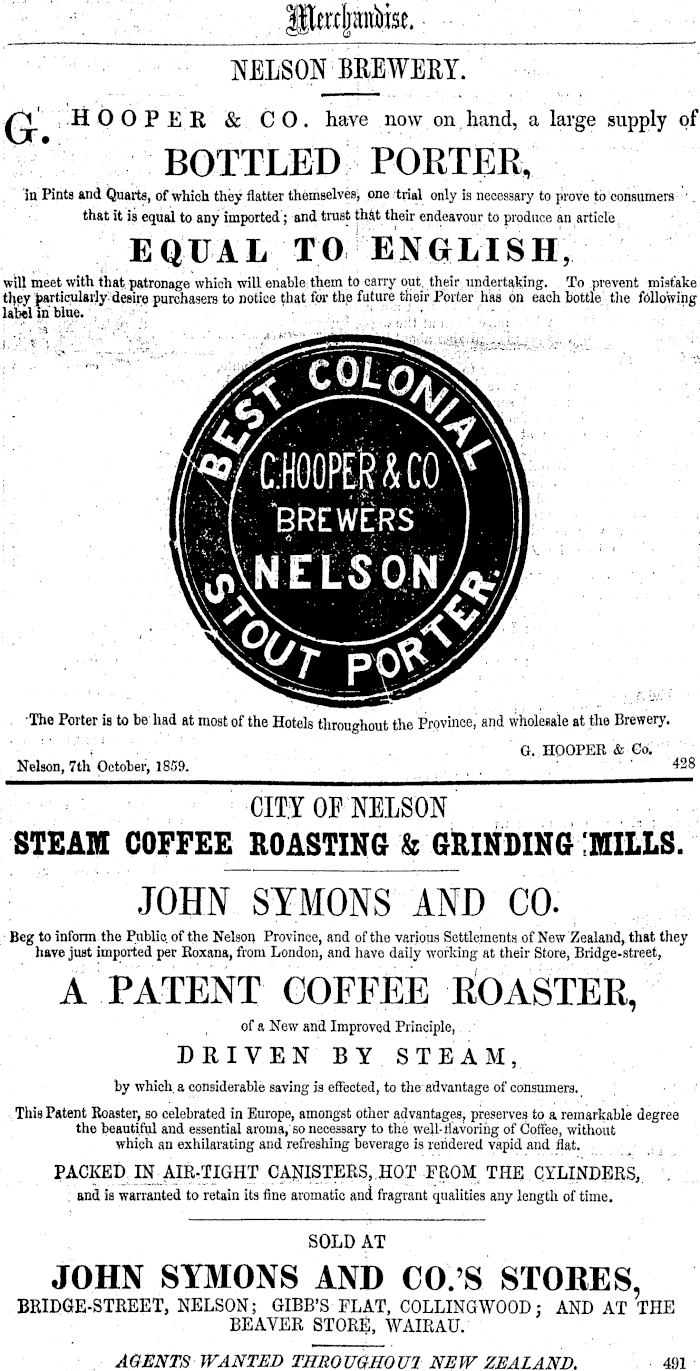 Merchandise.
NELSON BREWERY.
G. HOOPER & CO. have now on hand, a large supply of
BOTTLED PORTER,
in Pints and Quarts, of which they flatter themselves, one trial only is necessary to prove to consumers
that it is equal to any imported; and trust that their endeavour to produce an article
EQUAL TO ENGLISH,
will meet with that patronage which will enable them to carry out their undertaking. To prevent mistake
they particularly desire purchasers to notice that for the future their Porter has on each bottle the following
label in blue.
BEST COLONIAL
C. HOOPER & CO
BREWERS
NELSON
STOUT PORTER.
The Porter is to be had at most of the Hotels throughout the Province, and wholesale at the Brewery.
G. HOOPER & Co.
Nelson, 7th October, 1859. 428
CITY OF NELSON
STEAM COFFEE ROASTING & GRINDING MILLS.
JOHN SYMONS AND CO.
Beg to inform the Public of the Nelson Province, and of the various Settlements of New Zealand, that they
have just imported per Roxana, from London, and have daily working at their Store, Bridge-street,
A PATENT COFFEE ROASTER,
of a New and Improved Principle,
DRIVEN BY STEAM,
by which a considerable saving is effected, to the advantage of consumers.
This Patent Roaster, so celebrated in Europe, amongst other advantages, preserves to a remarkable degree
the beautiful and essential aroma, so necessary to the well-flavoring of Coffee, without
which an exhilarating and refreshing beverage is rendered vapid and flat.
PACKED IN AIR-TIGHT CANISTERS, HOT FROM THE CYLINDERS,
and is warranted to retain its fine aromatic and fragrant qualities any length of time.
SOLD AT
JOHN SYMONS AND CO.'S STORES,
BRIDGE-STREET, NELSON; GIBB'S FLAT, COLLINGWOOD; AND AT THE
BEAVER STORE, WAIRAU.
AGENTS WANTED THROUGHOUT NEW ZEALAND. 491